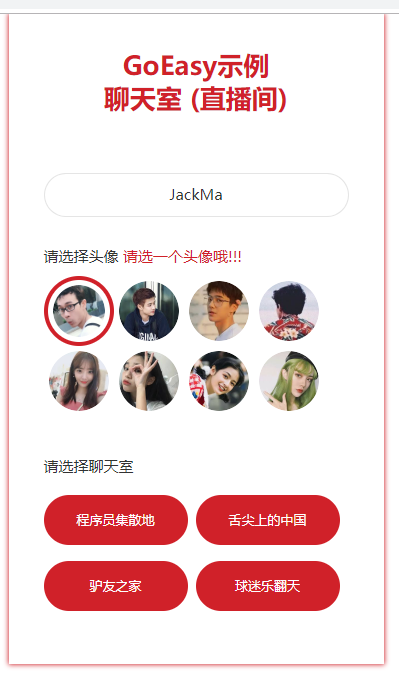 GoEasy示例
聊天室 (直播间)
JackMa
请选择头像 请选一个头像哦!!!
请选择聊天室
程序员集散地 舌尖上的中国
驴友之家 球迷乐翻天